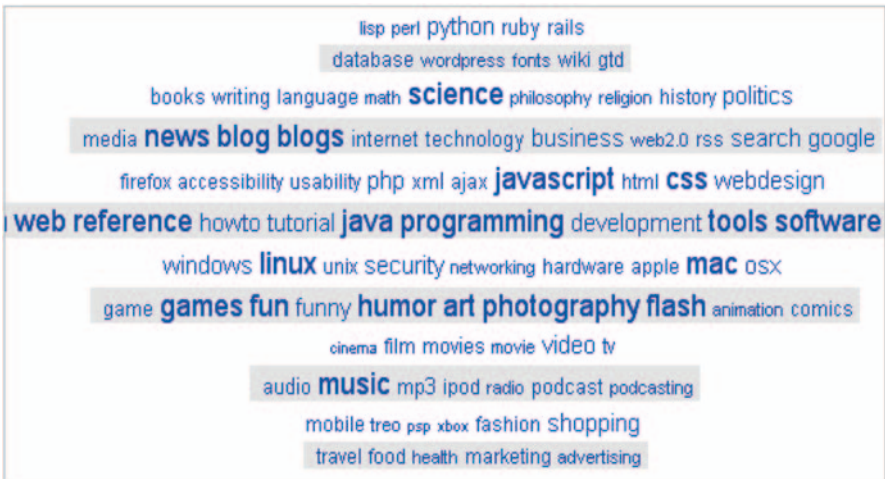 lisp perl python ruby rails
database wordpress fonts wiki gtd
books writing language math science philosophy religion history politics
media news blog blogs internet technology business web2.0 rss search google
firefox accessibility usability php xml ajax javascript html css webdesign
web reference howto tutorial java programming development tools software
windows linux unix security networking hardware apple mac osx
game games fun funny humor art photography flash animation comics
cinema film movies movie video tv
audio music mp3 ipod radio podcast podcasting
mobile treo psp xbox fashion shopping
travel food health marketing advertising